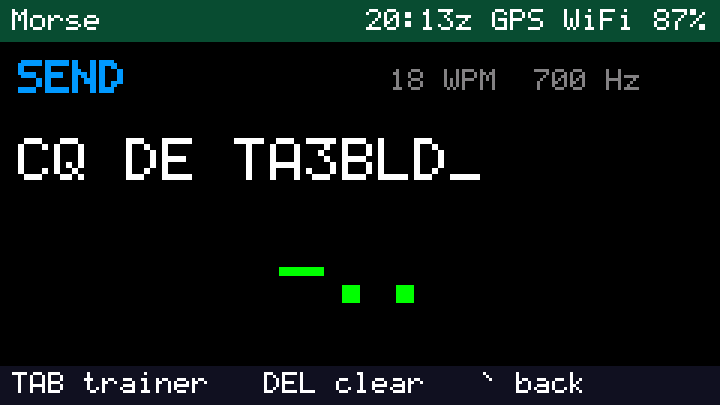 Morse 20:13z GPS WiFi 87%
SEND 18 WPM 700 Hz
CQ DE TA3BLD_
-..
TAB trainer DEL clear ` back